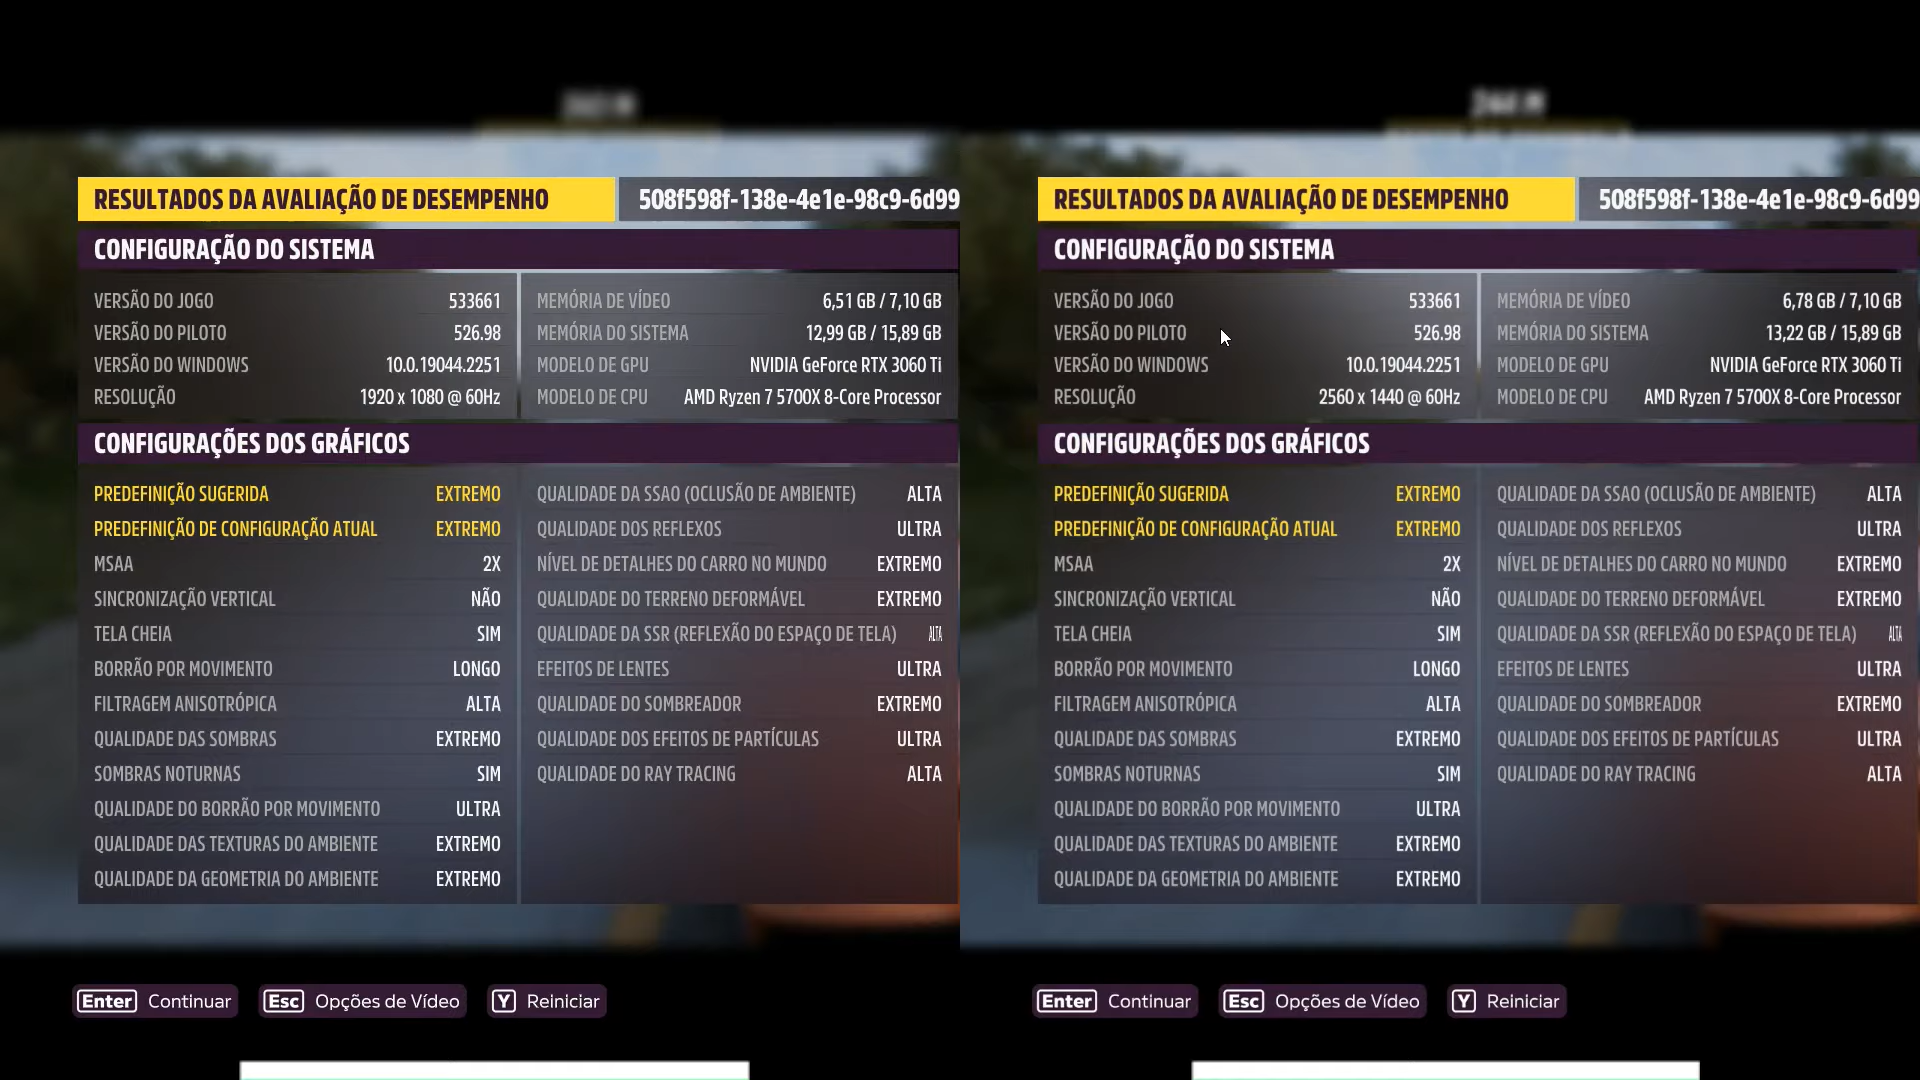 RESULTADOS DA AVALIAÇÃO DE DESEMPENHO
508f598f-138e-4e1e-98c9-6d99
CONFIGURAÇÃO DO SISTEMA
VERSÃO DO JOGO 533661
VERSÃO DO PILOTO 526.98
VERSÃO DO WINDOWS 10.0.19044.2251
RESOLUÇÃO 1920 x 1080 @ 60Hz
MEMÓRIA DE VÍDEO 6,51 GB / 7,10 GB
MEMÓRIA DO SISTEMA 12,99 GB / 15,89 GB
MODELO DE GPU NVIDIA GeForce RTX 3060 Ti
MODELO DE CPU AMD Ryzen 7 5700X 8-Core Processor
CONFIGURAÇÕES DOS GRÁFICOS
PREDEFINIÇÃO SUGERIDA EXTREMO
PREDEFINIÇÃO DE CONFIGURAÇÃO ATUAL EXTREMO
MSAA 2X
SINCRONIZAÇÃO VERTICAL NÃO
TELA CHEIA SIM
BORRÃO POR MOVIMENTO LONGO
FILTRAGEM ANISOTRÓPICA ALTA
QUALIDADE DAS SOMBRAS EXTREMO
SOMBRAS NOTURNAS SIM
QUALIDADE DO BORRÃO POR MOVIMENTO ULTRA
QUALIDADE DAS TEXTURAS DO AMBIENTE EXTREMO
QUALIDADE DA GEOMETRIA DO AMBIENTE EXTREMO
QUALIDADE DA SSAO (OCLUSÃO DE AMBIENTE) ALTA
QUALIDADE DOS REFLEXOS ULTRA
NÍVEL DE DETALHES DO CARRO NO MUNDO EXTREMO
QUALIDADE DO TERRENO DEFORMÁVEL EXTREMO
QUALIDADE DA SSR (REFLEXÃO DO ESPAÇO DE TELA) ALTA
EFEITOS DE LENTES ULTRA
QUALIDADE DO SOMBREADOR EXTREMO
QUALIDADE DOS EFEITOS DE PARTÍCULAS ULTRA
QUALIDADE DO RAY TRACING ALTA
Enter Continuar Esc Opções de Vídeo Y Reiniciar
RESULTADOS DA AVALIAÇÃO DE DESEMPENHO
508f598f-138e-4e1e-98c9-6d99
CONFIGURAÇÃO DO SISTEMA
VERSÃO DO JOGO 533661
VERSÃO DO PILOTO 526.98
VERSÃO DO WINDOWS 10.0.19044.2251
RESOLUÇÃO 2560 x 1440 @ 60Hz
MEMÓRIA DE VÍDEO 6,78 GB / 7,10 GB
MEMÓRIA DO SISTEMA 13,22 GB / 15,89 GB
MODELO DE GPU NVIDIA GeForce RTX 3060 Ti
MODELO DE CPU AMD Ryzen 7 5700X 8-Core Processor
CONFIGURAÇÕES DOS GRÁFICOS
PREDEFINIÇÃO SUGERIDA EXTREMO
PREDEFINIÇÃO DE CONFIGURAÇÃO ATUAL EXTREMO
MSAA 2X
SINCRONIZAÇÃO VERTICAL NÃO
TELA CHEIA SIM
BORRÃO POR MOVIMENTO LONGO
FILTRAGEM ANISOTRÓPICA ALTA
QUALIDADE DAS SOMBRAS EXTREMO
SOMBRAS NOTURNAS SIM
QUALIDADE DO BORRÃO POR MOVIMENTO ULTRA
QUALIDADE DAS TEXTURAS DO AMBIENTE EXTREMO
QUALIDADE DA GEOMETRIA DO AMBIENTE EXTREMO
QUALIDADE DA SSAO (OCLUSÃO DE AMBIENTE) ALTA
QUALIDADE DOS REFLEXOS ULTRA
NÍVEL DE DETALHES DO CARRO NO MUNDO EXTREMO
QUALIDADE DO TERRENO DEFORMÁVEL EXTREMO
QUALIDADE DA SSR (REFLEXÃO DO ESPAÇO DE TELA) ALTA
EFEITOS DE LENTES ULTRA
QUALIDADE DO SOMBREADOR EXTREMO
QUALIDADE DOS EFEITOS DE PARTÍCULAS ULTRA
QUALIDADE DO RAY TRACING ALTA
Enter Continuar Esc Opções de Vídeo Y Reiniciar